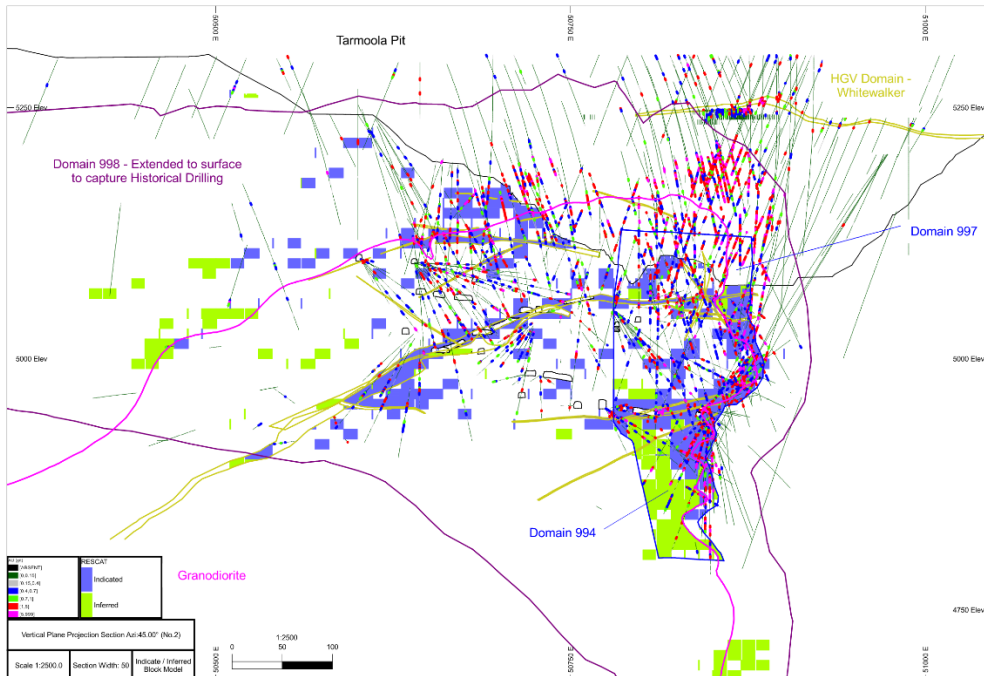 50500 E
50750 E
51000 E
Tarmoola Pit
HGV Domain -
Whitewalker
5250 Elev
5250 Elev
Domain 998 - Extended to surface
to capture Historical Drilling
Domain 997
5000 Elev
5000 Elev
Domain 994
RESCAT
Indicated
Inferred
Granodiorite
4750 Elev
Vertical Plane Projection Section Azi:45.00° (No.2)
Scale 1:2500.0
Section Width: 50
Indicate / Inferred
Block Model
1:2500
0 50 100
50500 E
50750 E
51000 E